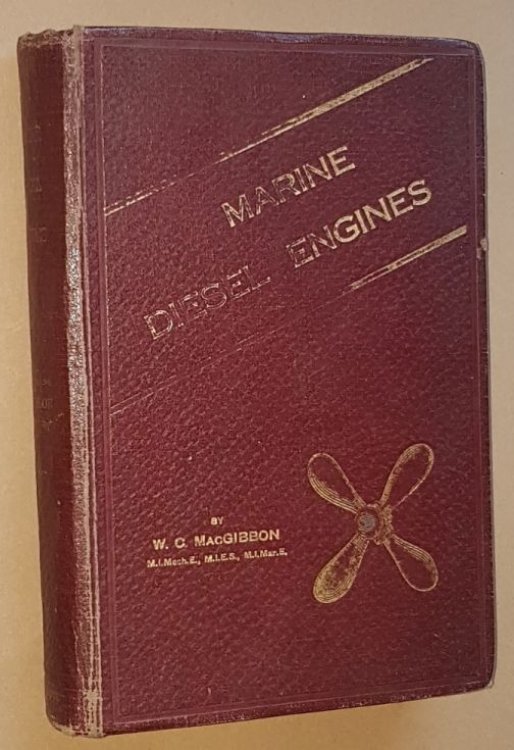 MARINE
DIESEL ENGINES
BY
W. C. MACGIBBON
M.I.Mech.E., M.I.E.S., M.I.Mar.E.